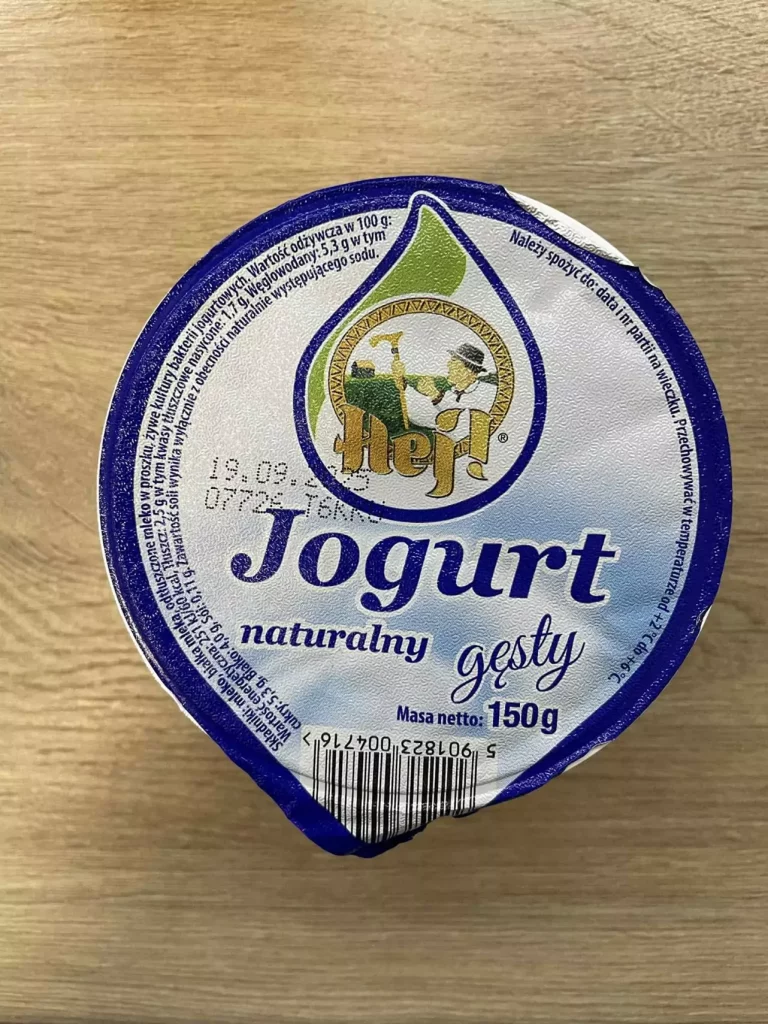 Składniki: mleko, białka mleka, odtłuszczone mleko w proszku, żywe kultury bakterii jogurtowych. Wartość odżywcza w 100 g:
Wartość energetyczna: 251 kJ/60 kcal, Tłuszcz: 2,5 g w tym kwasy tłuszczowe nasycone: 1,7 g, Węglowodany: 5,3 g w tym
cukry: 5,3 g, Białko: 4,0 g, Sól: 0,11 g. Zawartość soli wynika wyłącznie z obecności naturalnie występującego sodu.
Należy spożyć do: data i nr partii na wieczku. Przechowywać w temperaturze od +2°C do +6°C
Hej!®
19.09.
07726
Jogurt
naturalny
gęsty
Masa netto: 150g
5 901823 004716 >